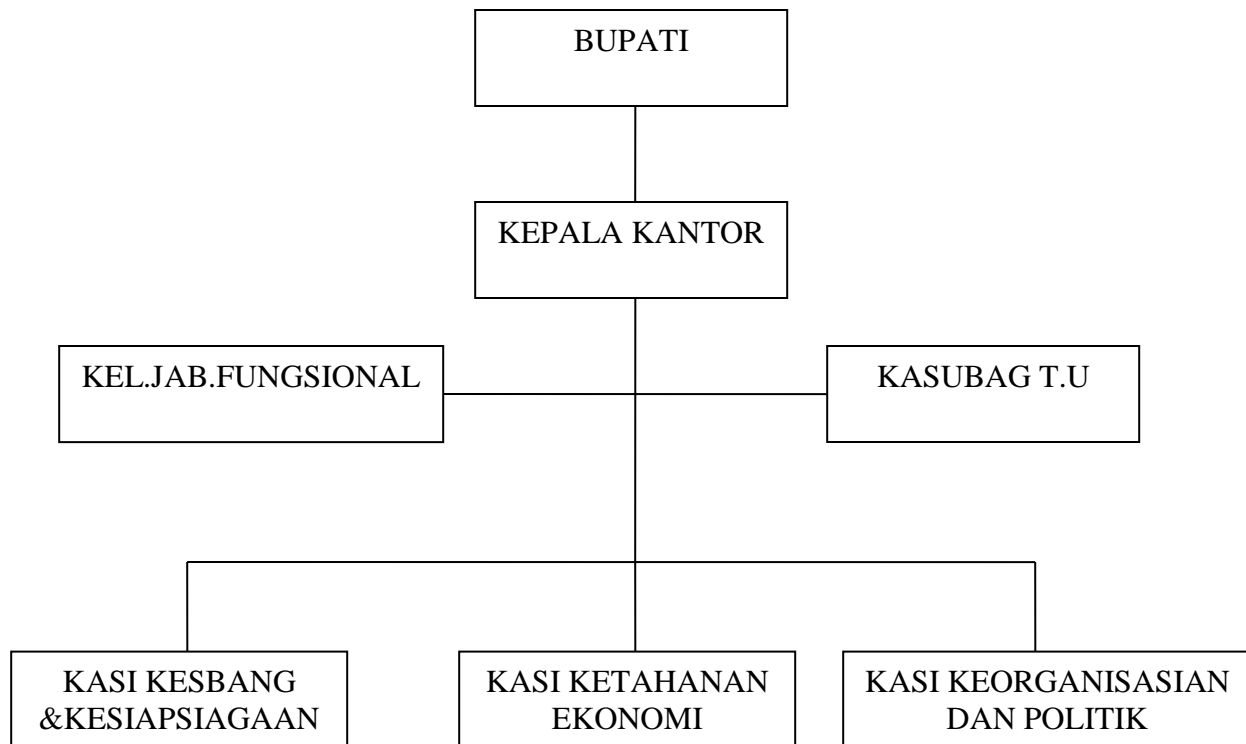 BUPATI
KEPALA KANTOR
KEL.JAB.FUNGSIONAL
KASUBAG T.U
KASI KESBANG
&KESIAPSIAGAAN
KASI KETAHANAN
EKONOMI
KASI KEORGANISASIAN
DAN POLITIK